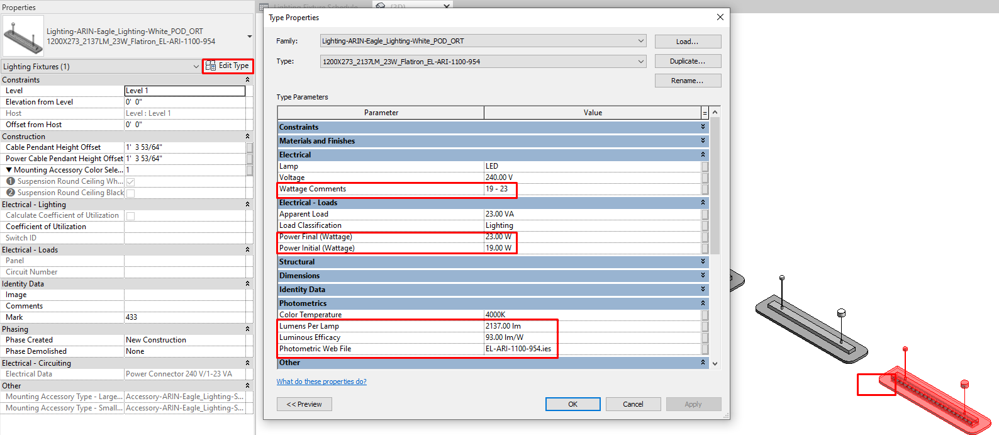 Properties
Lighting-ARIN-Eagle_Lighting-White_POD_ORT
1200X273_2137LM_23W_Flatiron_EL-ARI-1100-954
Lighting Fixtures (1)
Edit Type
Constraints
Level Level 1
Elevation from Level 0' 0"
Host Level : Level 1
Offset from Host 0' 0"
Construction
Cable Pendant Height Offset 1' 3 53/64"
Power Cable Pendant Height Offset 1' 3 53/64"
▼ Mounting Accessory Color Sele... 1
1 Suspension Round Ceiling Wh...
2 Suspension Round Ceiling Black
Electrical - Lighting
Calculate Coefficient of Utilization
Coefficient of Utilization
Switch ID
Electrical - Loads
Panel
Circuit Number
Identity Data
Image
Comments
Mark 433
Phasing
Phase Created New Construction
Phase Demolished None
Electrical - Circuiting
Electrical Data Power Connector 240 V/1-23 VA
Other
Mounting Accessory Type - Large... Accessory-ARIN-Eagle_Lighting-S...
Mounting Accessory Type - Small... Accessory-ARIN-Eagle_Lighting-S...
Lighting Fixture Schedule
(3D)
Type Properties
Family: Lighting-ARIN-Eagle_Lighting-White_POD_ORT Load...
Type: 1200X273_2137LM_23W_Flatiron_EL-ARI-1100-954 Duplicate...
Rename...
Type Parameters
Parameter Value =
Constraints
Materials and Finishes
Electrical
Lamp LED
Voltage 240.00 V
Wattage Comments 19 - 23
Electrical - Loads
Apparent Load 23.00 VA
Load Classification Lighting
Power Final (Wattage) 23.00 W
Power Initial (Wattage) 19.00 W
Structural
Dimensions
Identity Data
Photometrics
Color Temperature 4000K
Lumens Per Lamp 2137.00 lm
Luminous Efficacy 93.00 lm/W
Photometric Web File EL-ARI-1100-954.ies
Other
What do these properties do?
<< Preview OK Cancel Apply